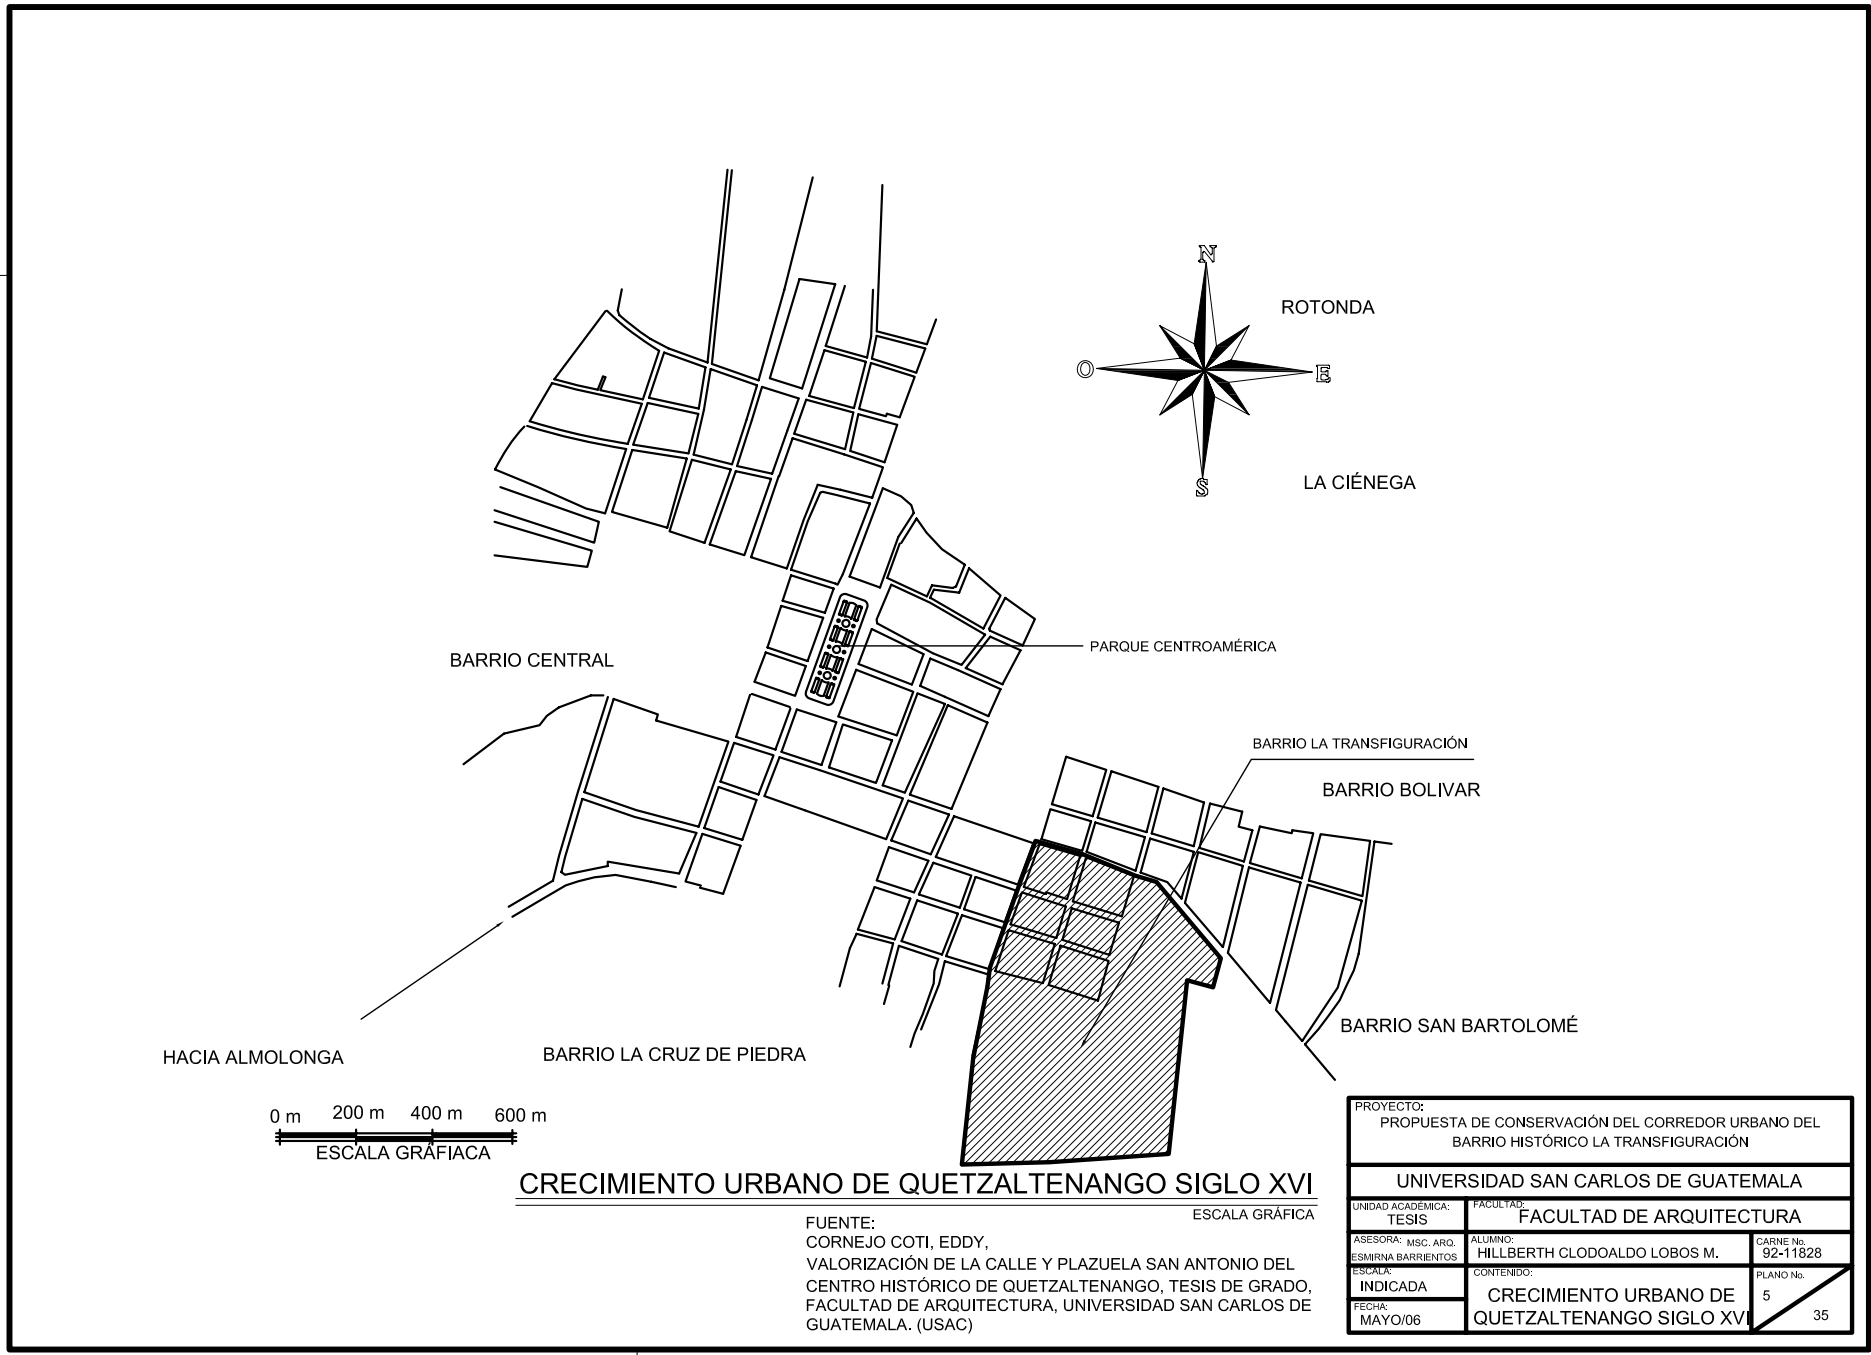 N
ROTONDA
O
E
S
LA CIÉNEGA
PARQUE CENTROAMÉRICA
BARRIO CENTRAL
BARRIO LA TRANSFIGURACIÓN
BARRIO BOLIVAR
BARRIO SAN BARTOLOMÉ
HACIA ALMOLONGA
BARRIO LA CRUZ DE PIEDRA
0 m 200 m 400 m 600 m
ESCALA GRÁFIACA
CRECIMIENTO URBANO DE QUETZALTENANGO SIGLO XVI
ESCALA GRÁFICA
FUENTE:
CORNEJO COTI, EDDY,
VALORIZACIÓN DE LA CALLE Y PLAZUELA SAN ANTONIO DEL
CENTRO HISTÓRICO DE QUETZALTENANGO, TESIS DE GRADO,
FACULTAD DE ARQUITECTURA, UNIVERSIDAD SAN CARLOS DE
GUATEMALA. (USAC)
PROYECTO:
PROPUESTA DE CONSERVACIÓN DEL CORREDOR URBANO DEL
BARRIO HISTÓRICO LA TRANSFIGURACIÓN
UNIVERSIDAD SAN CARLOS DE GUATEMALA
UNIDAD ACADÉMICA:
TESIS
FACULTAD:
FACULTAD DE ARQUITECTURA
ASESORA: MSC. ARQ.
ESMIRNA BARRIENTOS
ALUMNO:
HILLBERTH CLODOALDO LOBOS M.
CARNE No.
92-11828
ESCALA:
INDICADA
CONTENIDO:
CRECIMIENTO URBANO DE
QUETZALTENANGO SIGLO XVI
PLANO No.
5
35
FECHA:
MAYO/06